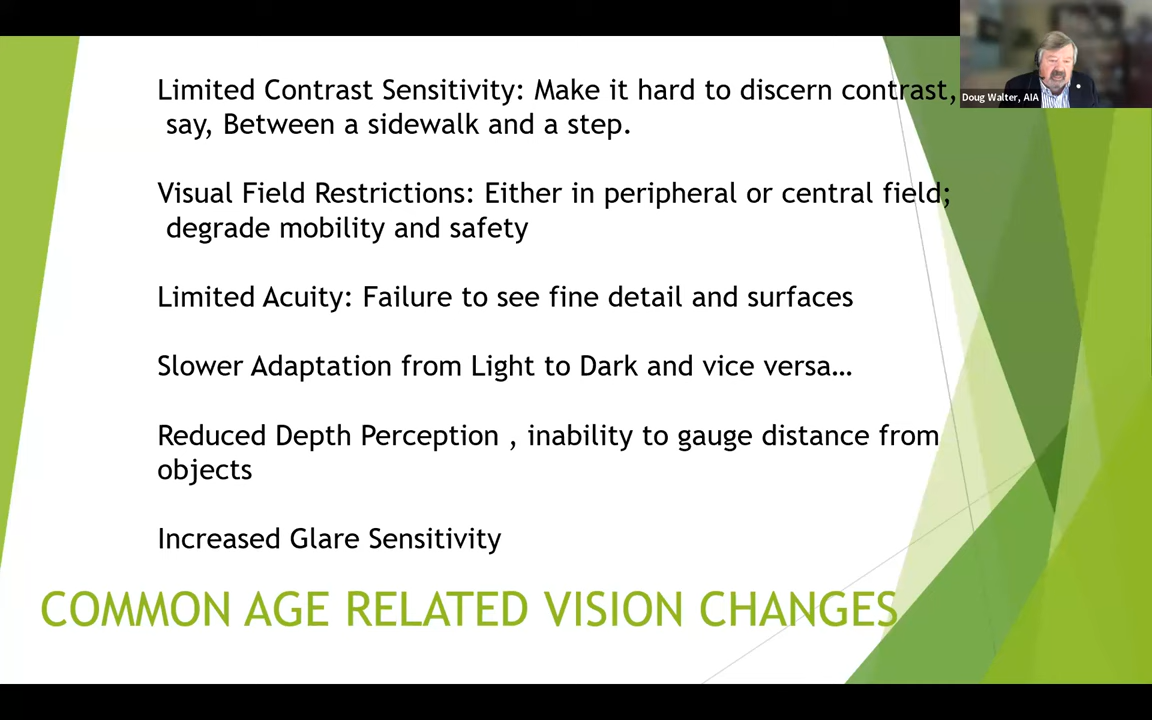 Limited Contrast Sensitivity: Make it hard to discern contrast,
say, Between a sidewalk and a step.
Visual Field Restrictions: Either in peripheral or central field;
degrade mobility and safety
Limited Acuity: Failure to see fine detail and surfaces
Slower Adaptation from Light to Dark and vice versa…
Reduced Depth Perception , inability to gauge distance from
objects
Increased Glare Sensitivity
COMMON AGE RELATED VISION CHANGES
Doug Walter, AIA